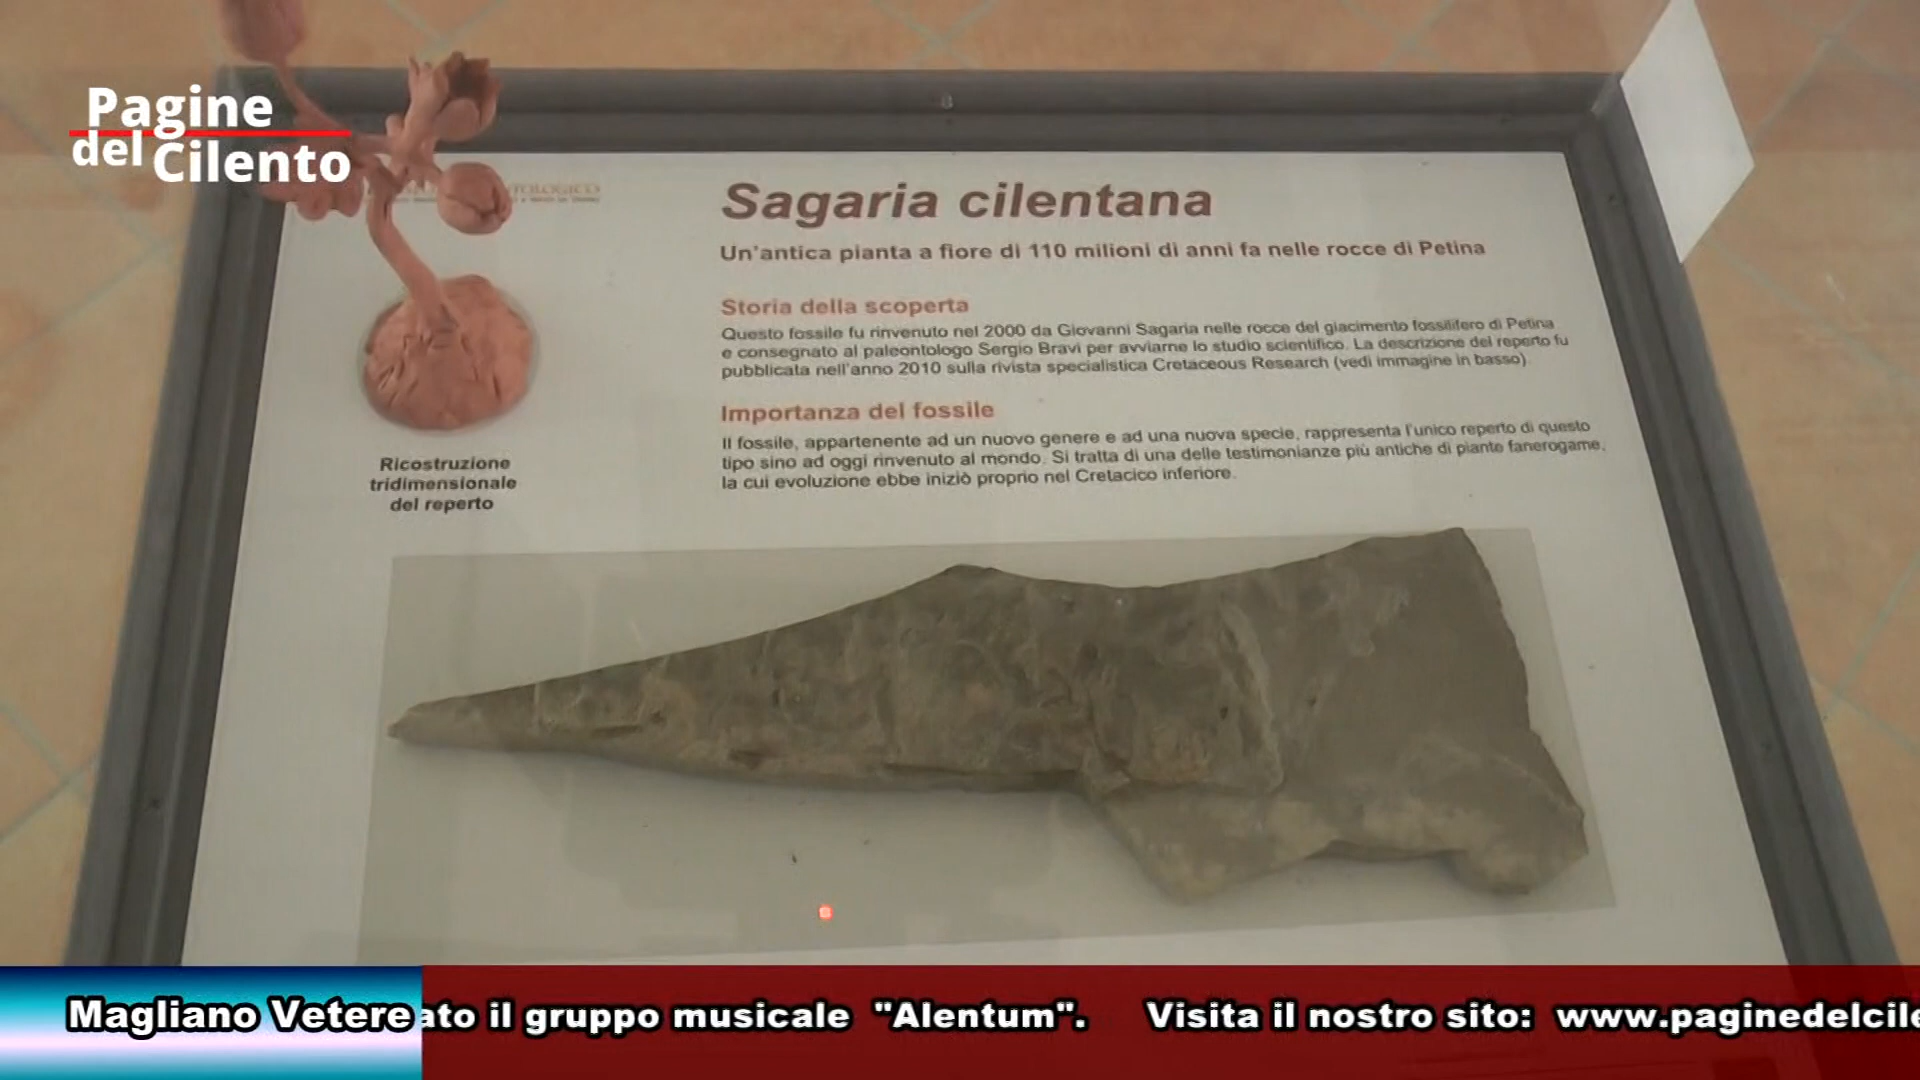 Pagine
del Cilento
Sagaria cilentana
Un'antica pianta a fiore di 110 milioni di anni fa nelle rocce di Petina
Storia della scoperta
Questo fossile fu rinvenuto nel 2000 da Giovanni Sagaria nelle rocce del giacimento fossilifero di Petina
e consegnato al paleontologo Sergio Bravi per avviarne lo studio scientifico. La descrizione del reperto fu
pubblicata nell'anno 2010 sulla rivista specialistica Cretaceous Research (vedi immagine in basso).
Importanza del fossile
Il fossile, appartenente ad un nuovo genere e ad una nuova specie, rappresenta l'unico reperto di questo
tipo sino ad oggi rinvenuto al mondo. Si tratta di una delle testimonianze più antiche di piante fanerogame,
la cui evoluzione ebbe iniziò proprio nel Cretacico inferiore.
Ricostruzione
tridimensionale
del reperto
Magliano Vetere
ato il gruppo musicale "Alentum". Visita il nostro sito: www.paginedelcile